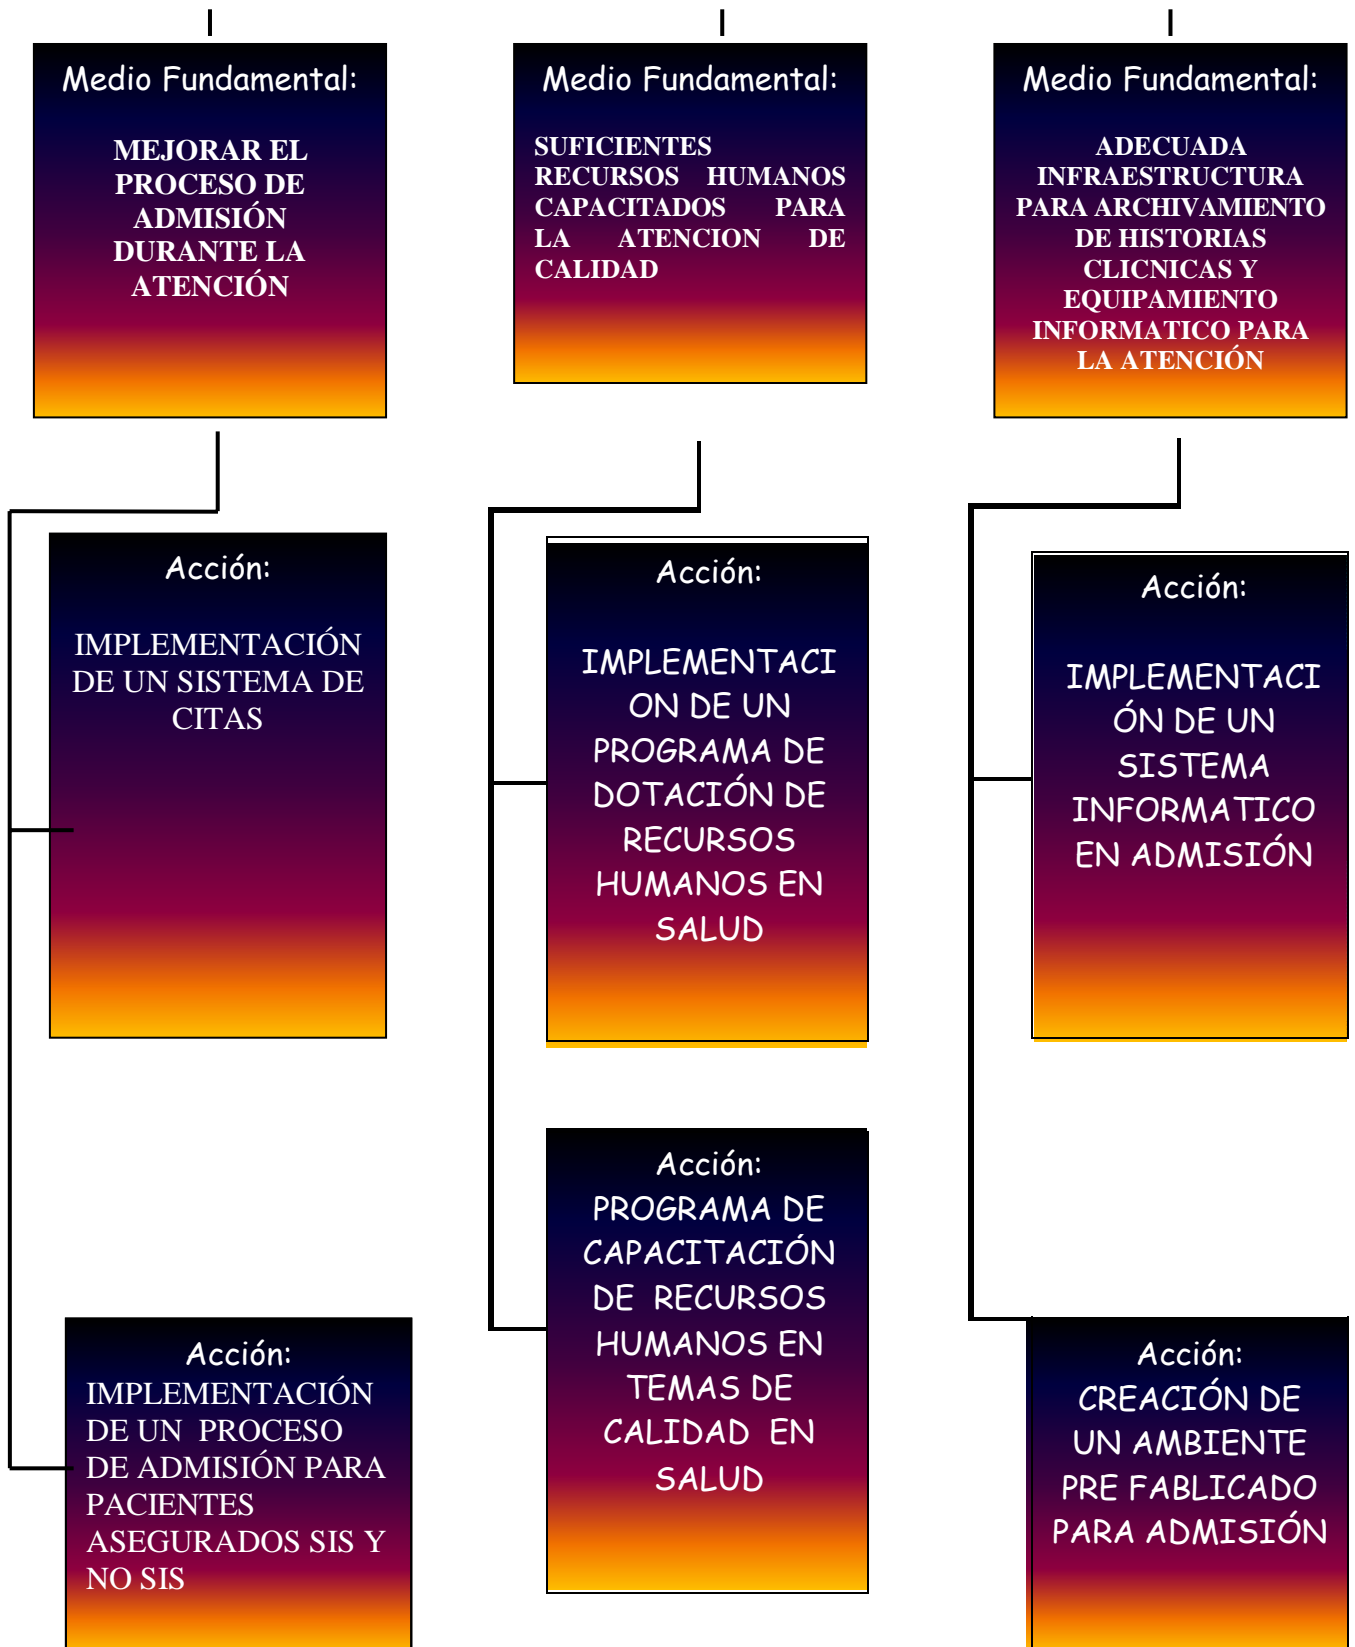 Medio Fundamental:
MEJORAR EL
PROCESO DE
ADMISIÓN
DURANTE LA
ATENCIÓN
Medio Fundamental:
SUFICIENTES
RECURSOS HUMANOS
CAPACITADOS PARA
LA ATENCION DE
CALIDAD
Medio Fundamental:
ADECUADA
INFRAESTRUCTURA
PARA ARCHIVAMIENTO
DE HISTORIAS
CLICNICAS Y
EQUIPAMIENTO
INFORMATICO PARA
LA ATENCIÓN
Acción:
IMPLEMENTACIÓN
DE UN SISTEMA DE
CITAS
Acción:
IMPLEMENTACI
ON DE UN
PROGRAMA DE
DOTACIÓN DE
RECURSOS
HUMANOS EN
SALUD
Acción:
IMPLEMENTACI
ÓN DE UN
SISTEMA
INFORMATICO
EN ADMISIÓN
Acción:
IMPLEMENTACIÓN
DE UN PROCESO
DE ADMISIÓN PARA
PACIENTES
ASEGURADOS SIS Y
NO SIS
Acción:
PROGRAMA DE
CAPACITACIÓN
DE RECURSOS
HUMANOS EN
TEMAS DE
CALIDAD EN
SALUD
Acción:
CREACIÓN DE
UN AMBIENTE
PRE FABLICADO
PARA ADMISIÓN